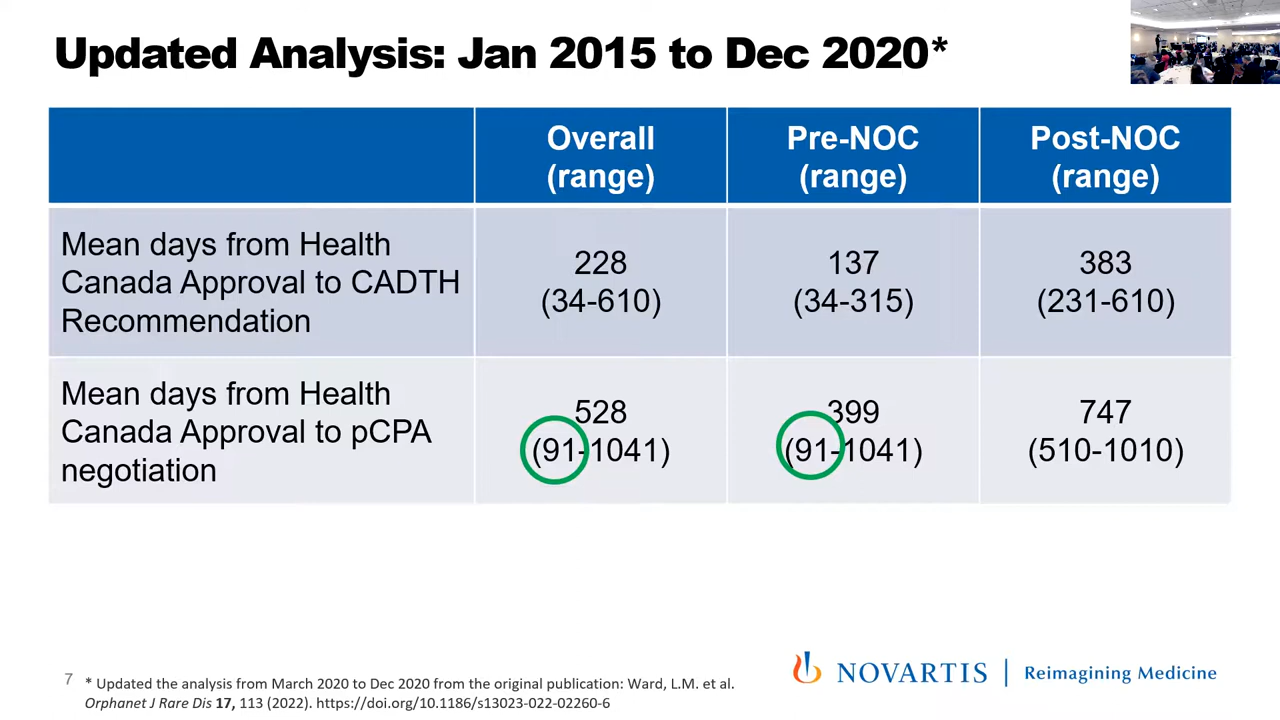 Updated Analysis: Jan 2015 to Dec 2020*
Overall
(range)
Pre-NOC
(range)
Post-NOC
(range)
Mean days from Health
Canada Approval to CADTH
Recommendation
228
(34-610)
137
(34-315)
383
(231-610)
Mean days from Health
Canada Approval to pCPA
negotiation
528
(91-1041)
399
(91-1041)
747
(510-1010)
7
* Updated the analysis from March 2020 to Dec 2020 from the original publication: Ward, L.M. et al.
Orphanet J Rare Dis 17, 113 (2022). https://doi.org/10.1186/s13023-022-02260-6
NOVARTIS | Reimagining Medicine